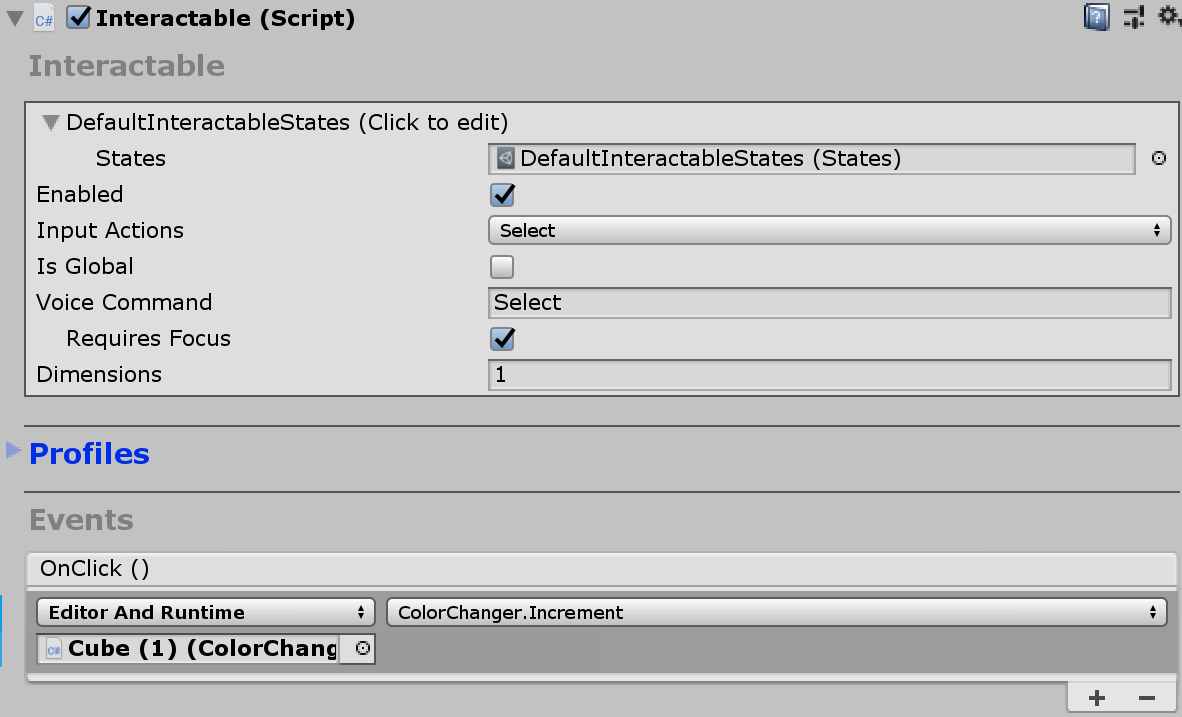 C# Interactable (Script)
Interactable
DefaultInteractableStates (Click to edit)
States DefaultInteractableStates (States)
Enabled
Input Actions Select
Is Global
Voice Command Select
Requires Focus
Dimensions 1
Profiles
Events
OnClick ()
Editor And Runtime ColorChanger.Increment
C# Cube (1) (ColorChang
+ −